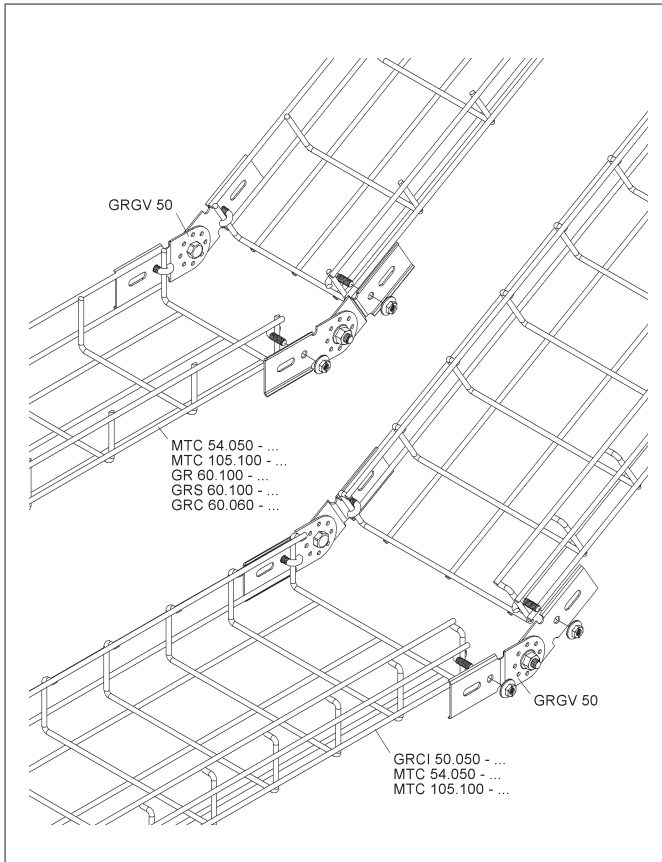 GRGV 50
MTC 54.050 - ...
MTC 105.100 - ...
GR 60.100 - ...
GRS 60.100 - ...
GRC 60.060 - ...
GRGV 50
GRCI 50.050 - ...
MTC 54.050 - ...
MTC 105.100 - ...